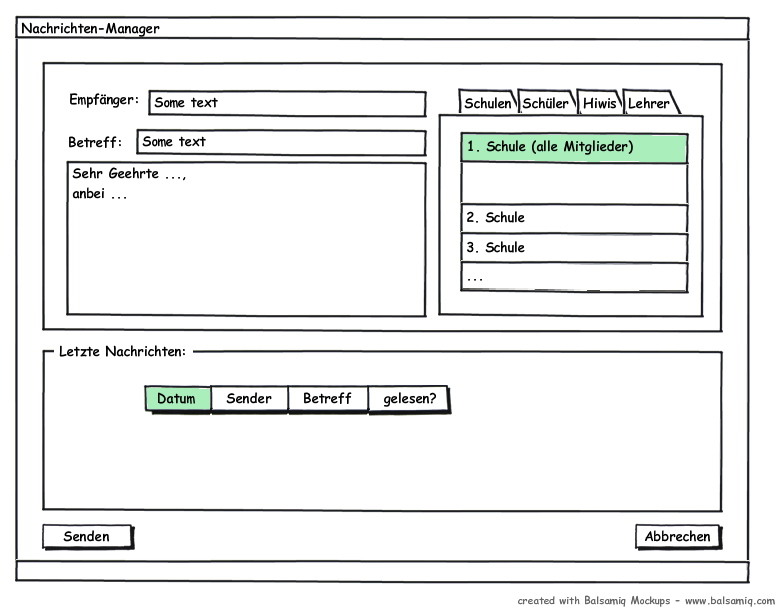 Nachrichten-Manager
Empfänger: Some text
Betreff: Some text
Sehr Geehrte ...,
anbei ...
Schulen Schüler Hiwis Lehrer
1. Schule (alle Mitglieder)
2. Schule
3. Schule
...
Letzte Nachrichten:
Datum Sender Betreff gelesen?
Senden Abbrechen
created with Balsamiq Mockups - www.balsamiq.com